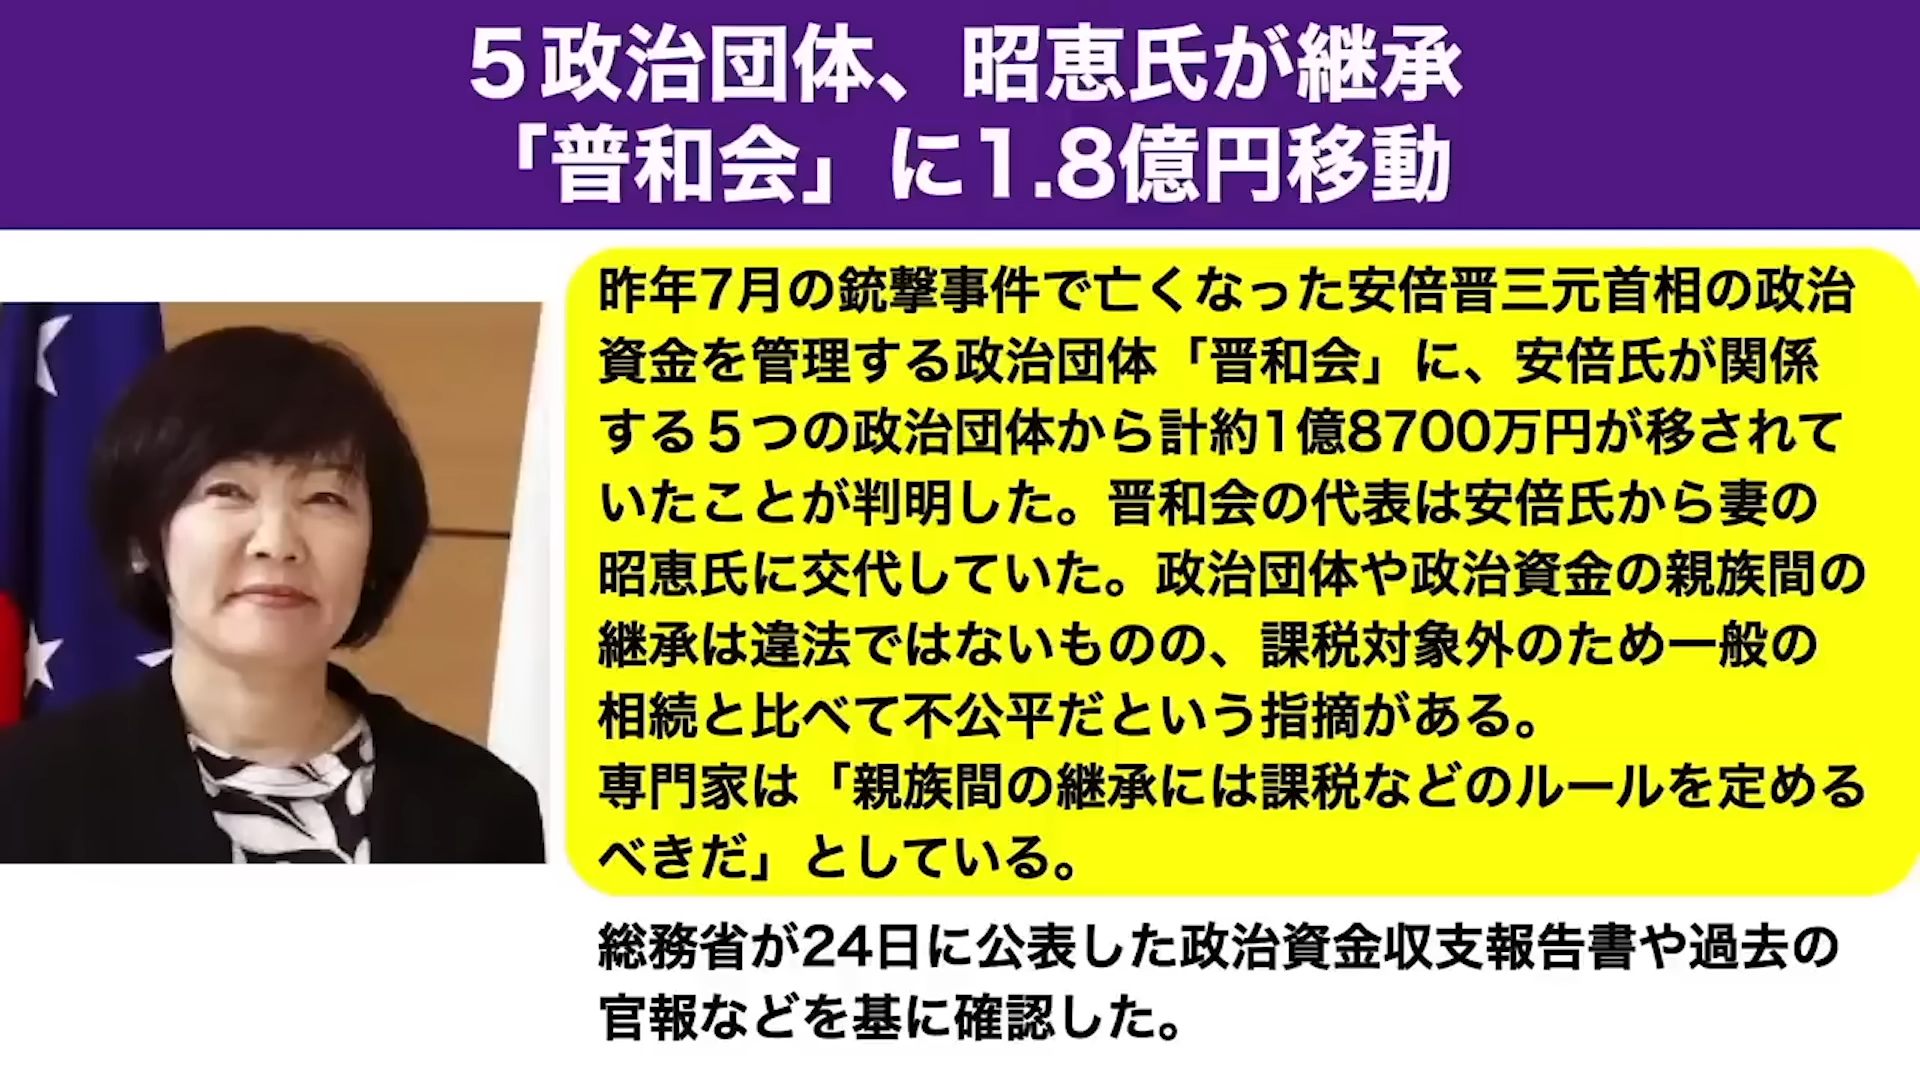 ５政治団体、昭恵氏が継承
「普和会」に1.8億円移動
昨年7月の銃撃事件で亡くなった安倍晋三元首相の政治
資金を管理する政治団体「晋和会」に、安倍氏が関係
する５つの政治団体から計約1億8700万円が移されて
いたことが判明した。晋和会の代表は安倍氏から妻の
昭恵氏に交代していた。政治団体や政治資金の親族間の
継承は違法ではないものの、課税対象外のため一般の
相続と比べて不公平だという指摘がある。
専門家は「親族間の継承には課税などのルールを定める
べきだ」としている。
総務省が24日に公表した政治資金収支報告書や過去の
官報などを基に確認した。